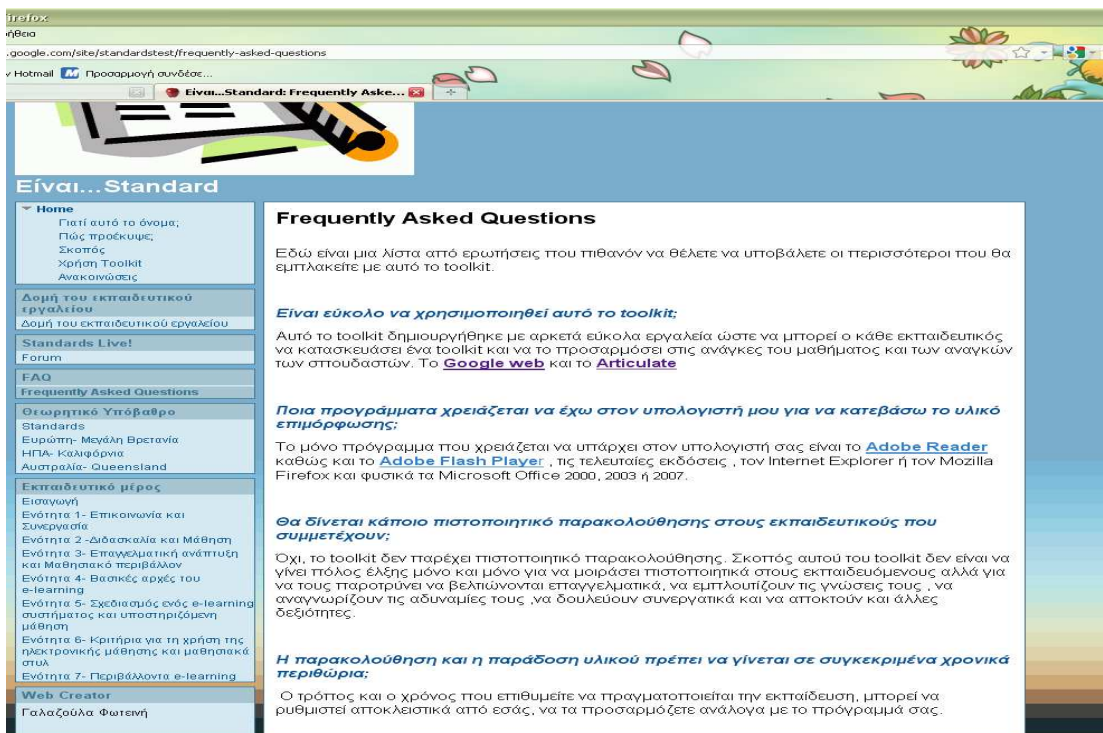 irefox
ήθεια
.google.com/site/standardstest/frequently-asked-questions
Hotmail Προσαρμογή συνδέσε...
Είναι...Standard: Frequently Aske...
Είναι...Standard
Home
Γιατί αυτό το όνομα;
Πώς προέκυψε;
Σκοπός
Χρήση Toolkit
Ανακοινώσεις
Δομή του εκπαιδευτικού
εργαλείου
Δομή του εκπαιδευτικού εργαλείου
Standards Live!
Forum
FAQ
Frequently Asked Questions
Θεωρητικό Υπόβαθρο
Standards
Ευρώπη- Μεγάλη Βρετανία
ΗΠΑ- Καλιφόρνια
Αυστραλία- Queensland
Εκπαιδευτικό μέρος
Εισαγωγή
Ενότητα 1- Επικοινωνία και
Συνεργασία
Ενότητα 2 -Διδασκαλία και Μάθηση
Ενότητα 3- Επαγγελματική ανάπτυξη
και Μαθησιακό περιβάλλον
Ενότητα 4- Βασικές αρχές του
e-learning
Ενότητα 5- Σχεδιασμός ενός e-learning
συστήματος και υποστηριζόμενη
μάθηση
Ενότητα 6- Κριτήρια για τη χρήση της
ηλεκτρονικής μάθησης και μαθησιακά
στυλ
Ενότητα 7- Περιβάλλοντα e-learning
Web Creator
Γαλαζούλα Φωτεινή
Frequently Asked Questions
Εδώ είναι μια λίστα από ερωτήσεις που πιθανόν να θέλετε να υποβάλετε οι περισσότεροι που θα
εμπλακείτε με αυτό το toolkit.
Είναι εύκολο να χρησιμοποιηθεί αυτό το toolkit;
Αυτό το toolkit δημιουργήθηκε με αρκετά εύκολα εργαλεία ώστε να μπορεί ο κάθε εκπαιδευτικός
να κατασκευάσει ένα toolkit και να το προσαρμόσει στις ανάγκες του μαθήματος και των αναγκών
των σπουδαστών. Το Google web και το Articulate
Ποια προγράμματα χρειάζεται να έχω στον υπολογιστή μου για να κατεβάσω το υλικό
επιμόρφωσης;
Το μόνο πρόγραμμα που χρειάζεται να υπάρχει στον υπολογιστή σας είναι το Adobe Reader
καθώς και το Adobe Flash Player , τις τελευταίες εκδόσεις , τον Internet Explorer ή τον Mozilla
Firefox και φυσικά τα Microsoft Office 2000, 2003 ή 2007.
Θα δίνεται κάποιο πιστοποιητικό παρακολούθησης στους εκπαιδευτικούς που
συμμετέχουν;
Όχι, το toolkit δεν παρέχει πιστοποιητικό παρακολούθησης. Σκοπός αυτού του toolkit δεν είναι να
γίνει πόλος έλξης μόνο και μόνο για να μοιράσει πιστοποιητικά στους εκπαιδευόμενους αλλά για
να τους παροτρύνει να βελτιώνονται επαγγελματικά, να εμπλουτίζουν τις γνώσεις τους , να
αναγνωρίζουν τις αδυναμίες τους ,να δουλεύουν συνεργατικά και να αποκτούν και άλλες
δεξιότητες.
Η παρακολούθηση και η παράδοση υλικού πρέπει να γίνεται σε συγκεκριμένα χρονικά
περιθώρια;
Ο τρόπος και ο χρόνος που επιθυμείτε να πραγματοποιείται την εκπαίδευση, μπορεί να
ρυθμιστεί αποκλειστικά από εσάς, να τα προσαρμόζετε ανάλογα με το πρόγραμμά σας.